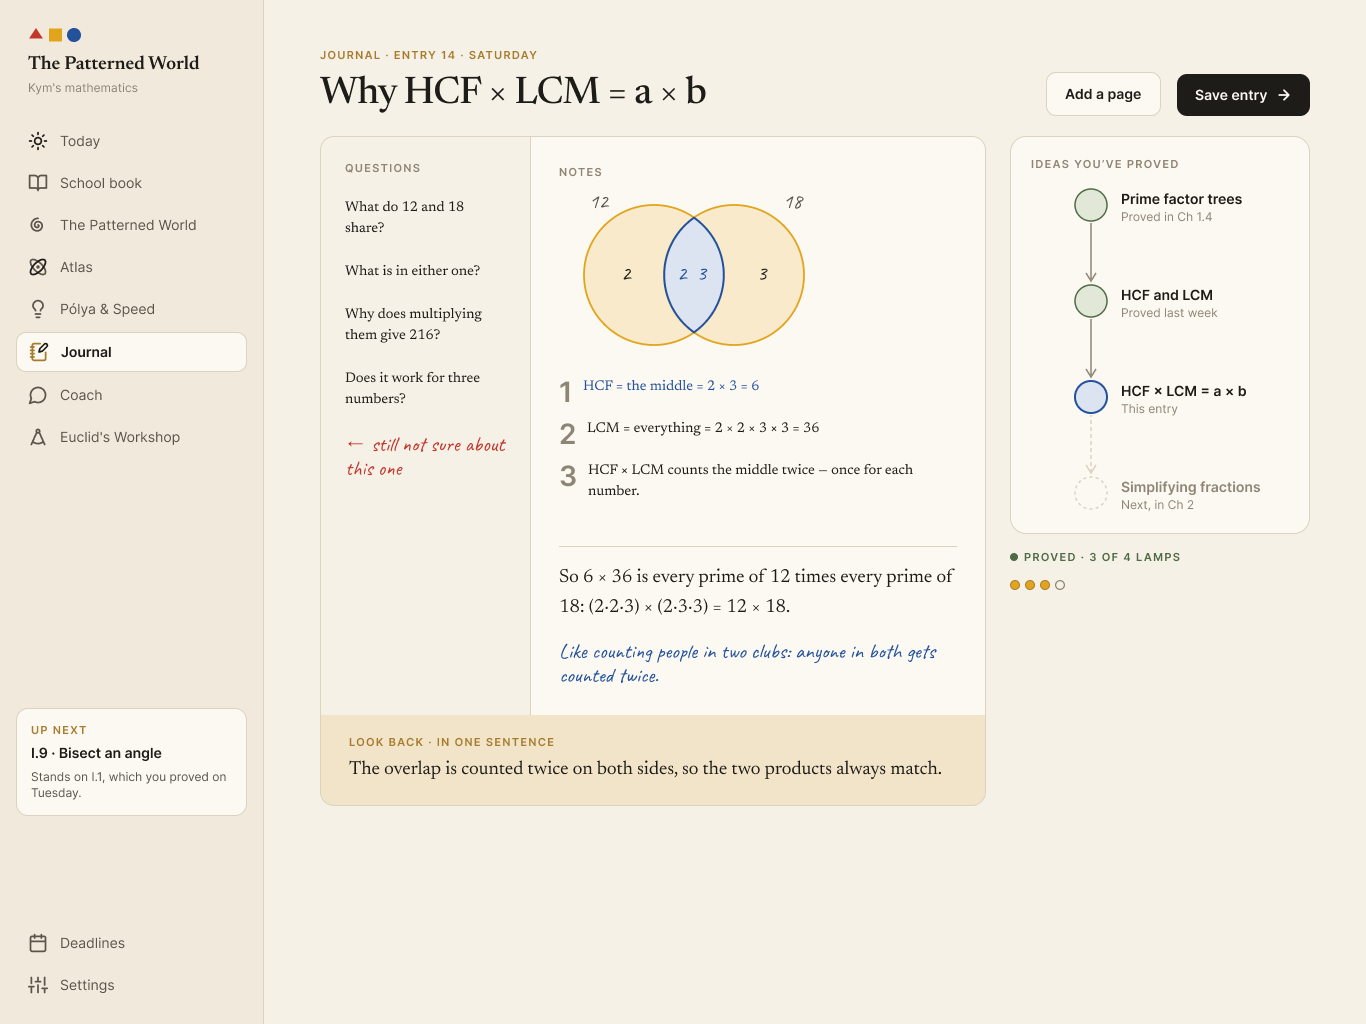 The Patterned World
Kym's mathematics
Today
School book
The Patterned World
Atlas
Pólya & Speed
Journal
Coach
Euclid's Workshop
UP NEXT
I.9 · Bisect an angle
Stands on I.1, which you proved on
Tuesday.
Deadlines
Settings
JOURNAL · ENTRY 14 · SATURDAY
Why HCF × LCM = a × b
Add a page
Save entry →
QUESTIONS
What do 12 and 18
share?
What is in either one?
Why does multiplying
them give 216?
Does it work for three
numbers?
← still not sure about
this one
NOTES
12 18
2 2 3 3
1 HCF = the middle = 2 × 3 = 6
2 LCM = everything = 2 × 2 × 3 × 3 = 36
3 HCF × LCM counts the middle twice – once for each
number.
So 6 × 36 is every prime of 12 times every prime of
18: (2·2·3) × (2·3·3) = 12 × 18.
Like counting people in two clubs: anyone in both gets
counted twice.
LOOK BACK · IN ONE SENTENCE
The overlap is counted twice on both sides, so the two products always match.
IDEAS YOU'VE PROVED
Prime factor trees
Proved in Ch 1.4
HCF and LCM
Proved last week
HCF × LCM = a × b
This entry
Simplifying fractions
Next, in Ch 2
PROVED · 3 OF 4 LAMPS